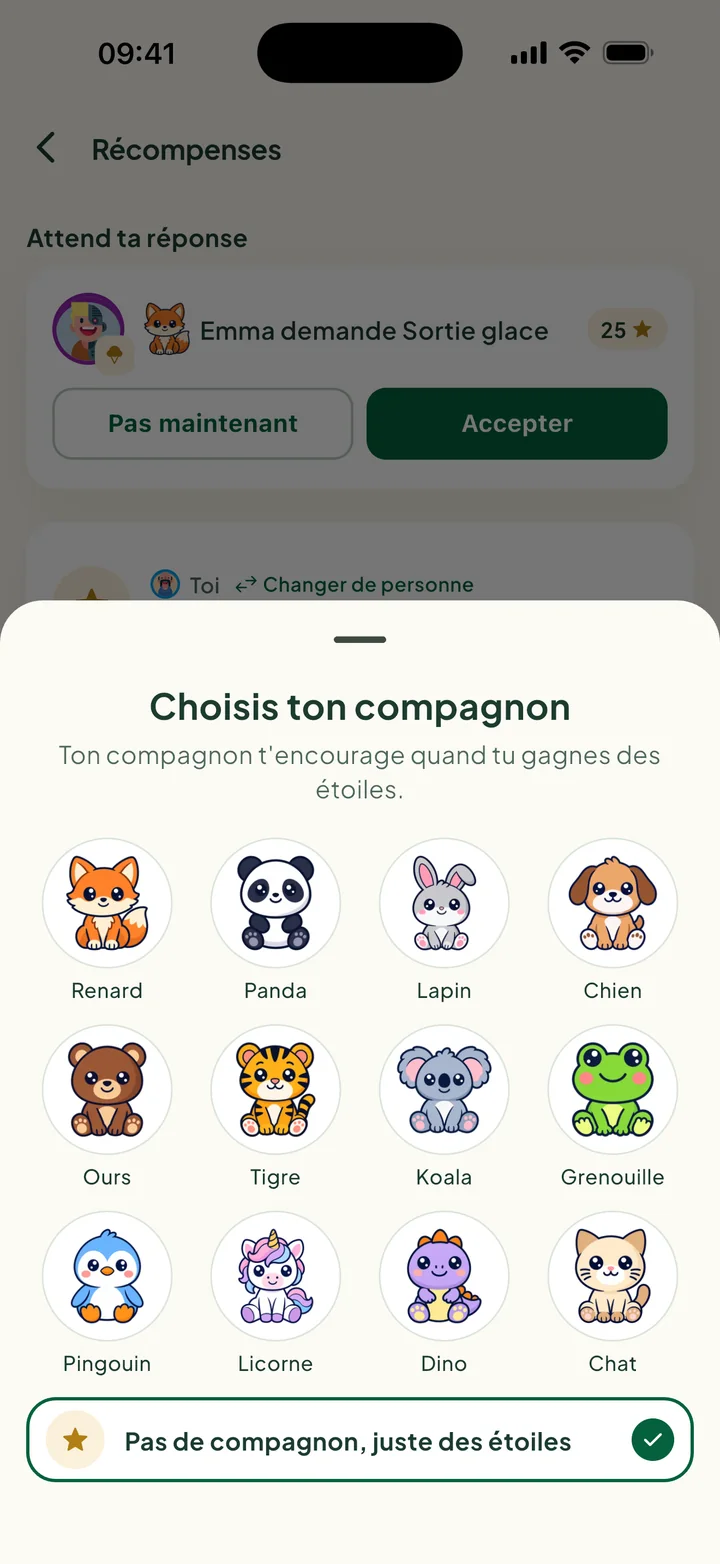 09:41
Récompenses
Attend ta réponse
Emma demande Sortie glace
25
Pas maintenant
Accepter
Toi
Changer de personne
Choisis ton compagnon
Ton compagnon t'encourage quand tu gagnes des
étoiles.
Renard
Panda
Lapin
Chien
Ours
Tigre
Koala
Grenouille
Pingouin
Licorne
Dino
Chat
Pas de compagnon, juste des étoiles